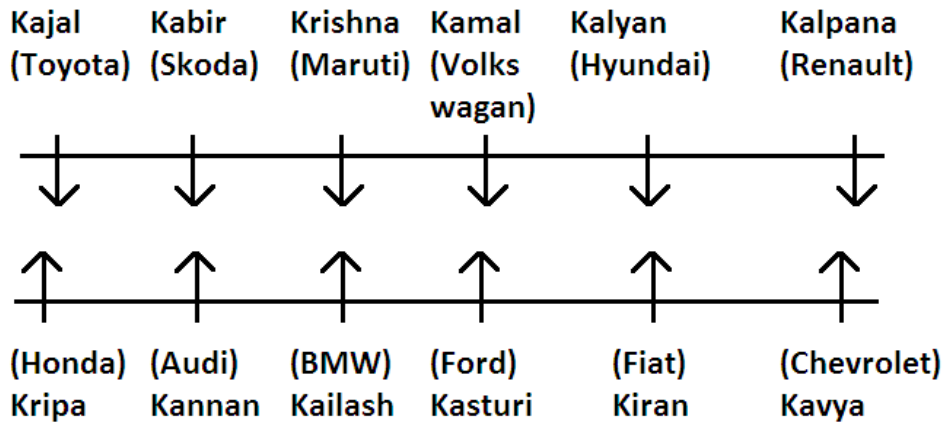 Kajal Kabir Krishna Kamal Kalyan Kalpana
(Toyota) (Skoda) (Maruti) (Volks (Hyundai) (Renault)
wagan)
(Honda) (Audi) (BMW) (Ford) (Fiat) (Chevrolet)
Kripa Kannan Kailash Kasturi Kiran Kavya